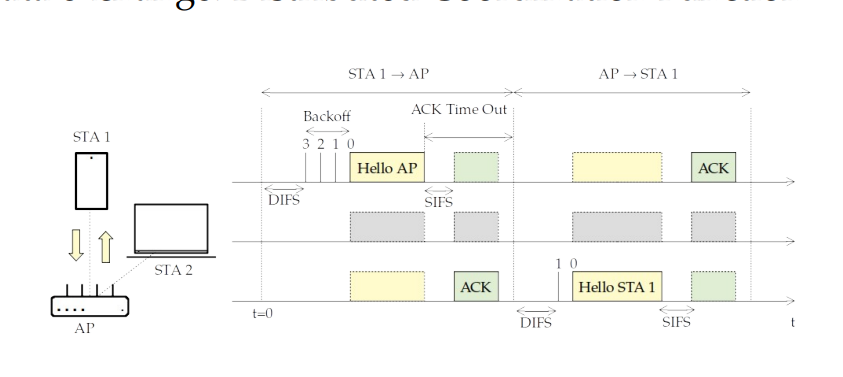 STA 1 → AP
AP → STA 1
Backoff
ACK Time Out
3 2 1 0
STA 1
Hello AP
ACK
DIFS
SIFS
STA 2
1 0
ACK
Hello STA 1
AP
t=0
DIFS
SIFS
t